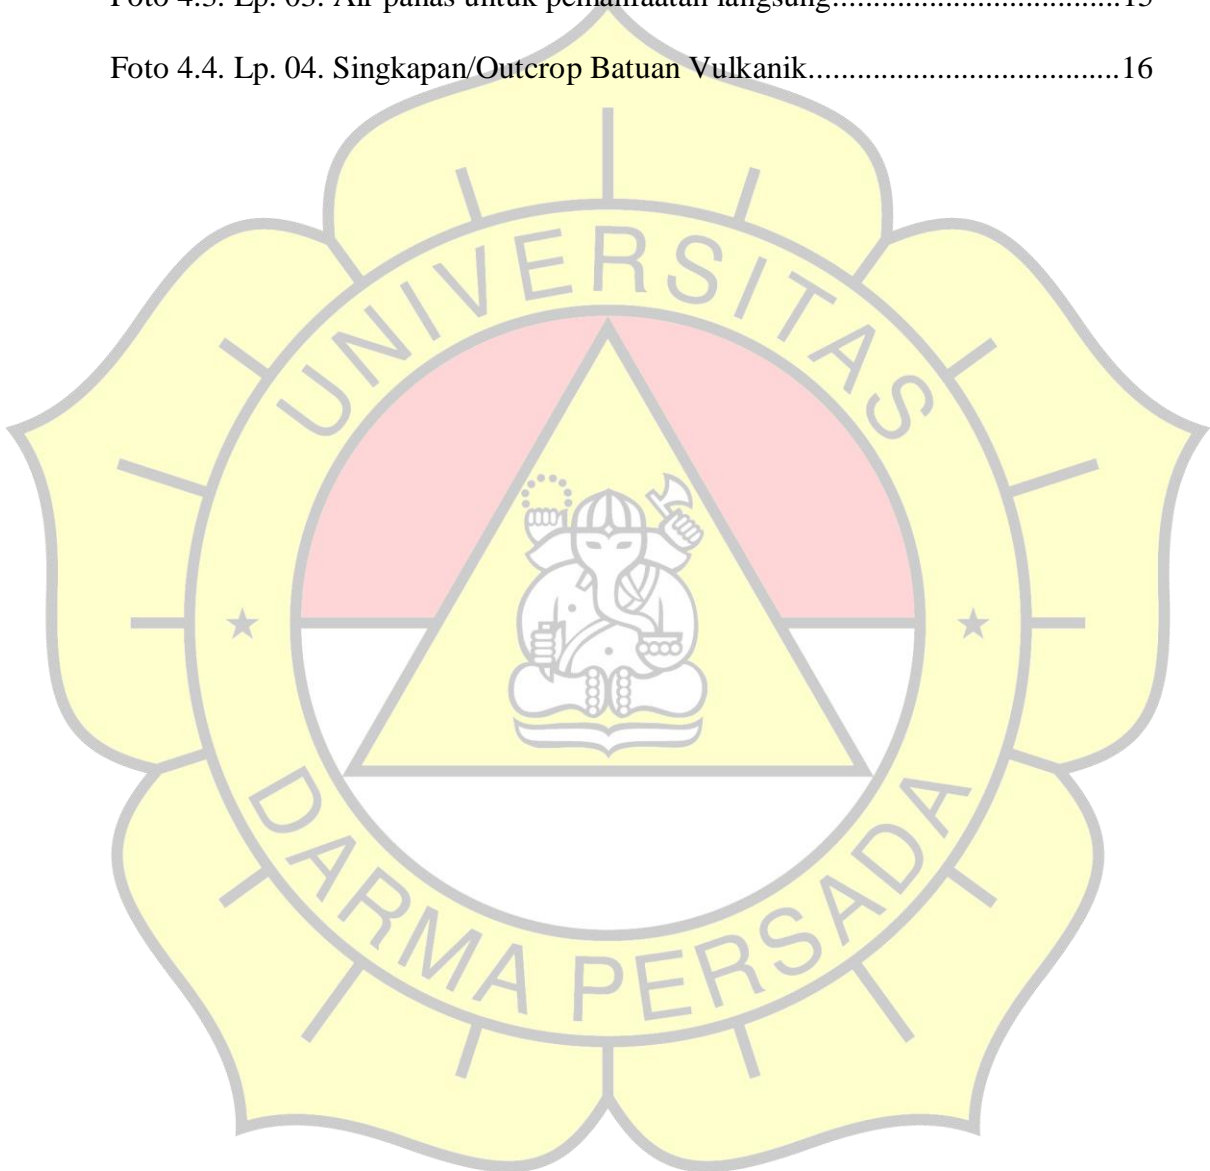 Foto 4.3. Lp. 03. Air panas untuk pemanfaatan langsung...................................15
Foto 4.4. Lp. 04. Singkapan/Outcrop Batuan Vulkanik......................................16
UNIVERSITAS
DARMA PERSADA